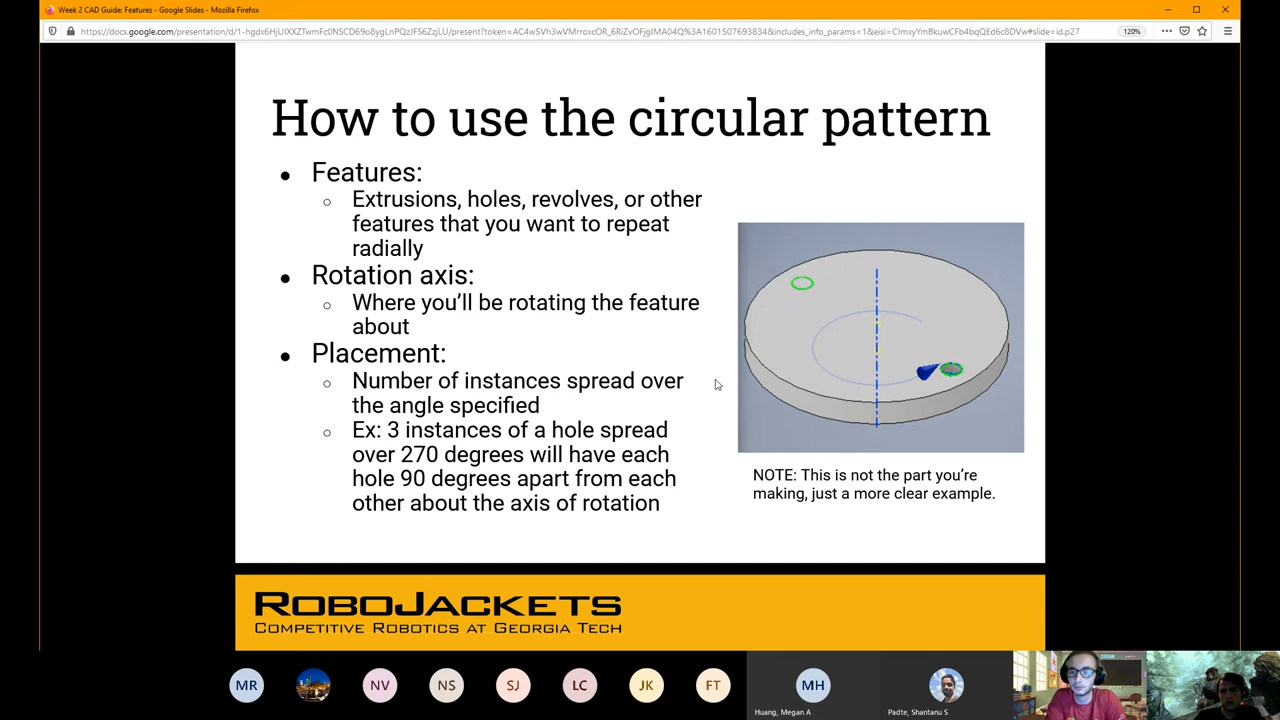 Week 2 CAD Guide: Features - Google Slides - Mozilla Firefox
120%
How to use the circular pattern
● Features:
○ Extrusions, holes, revolves, or other
features that you want to repeat
radially
● Rotation axis:
○ Where you'll be rotating the feature
about
● Placement:
○ Number of instances spread over
the angle specified
○ Ex: 3 instances of a hole spread
over 270 degrees will have each
hole 90 degrees apart from each
other about the axis of rotation
NOTE: This is not the part you're
making, just a more clear example.
ROBOJACKETS
COMPETITIVE ROBOTICS AT GEORGIA TECH
MR NV NS SJ LC JK FT MH
Huang, Megan A
Padte, Shantanu S